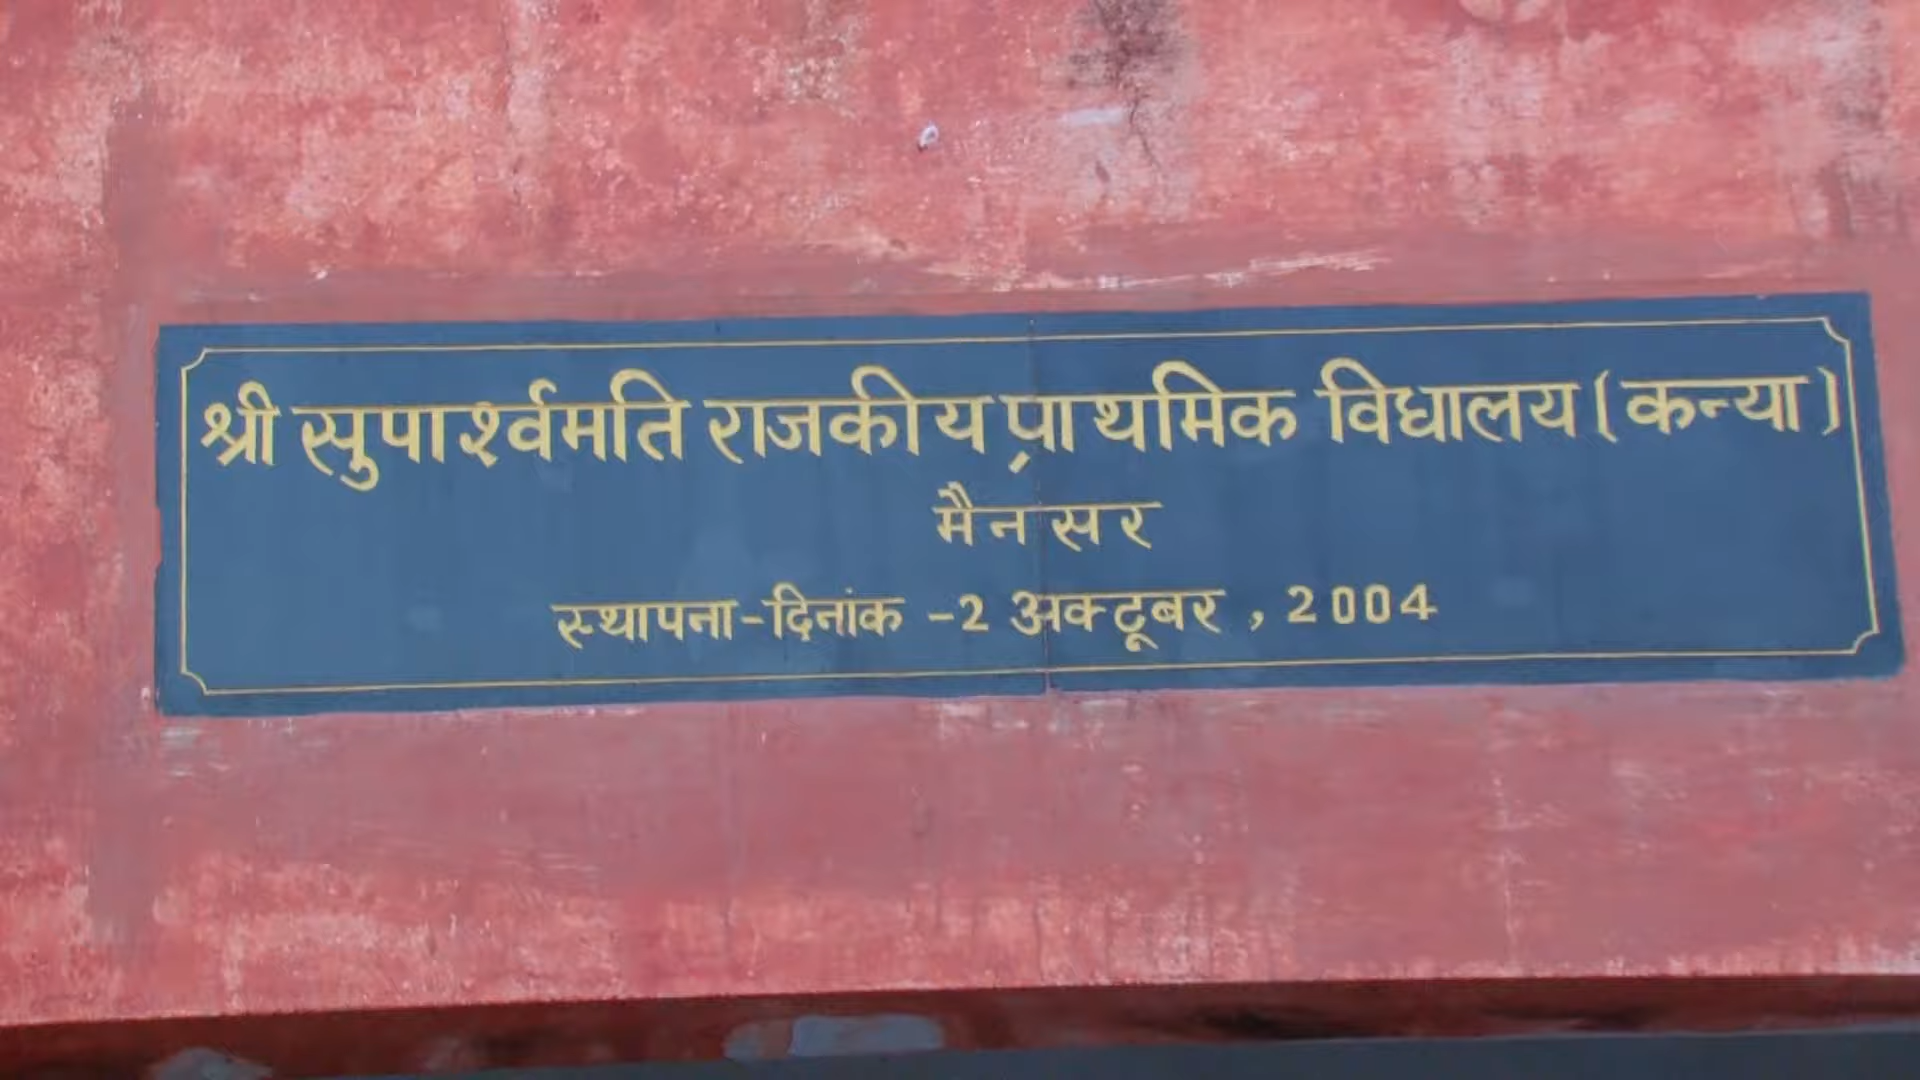 श्री सुपार्श्वमति राजकीय प्राथमिक विधालय (कन्या)
मैनसर
स्थापना-दिनांक -2 अक्टूबर, 2004